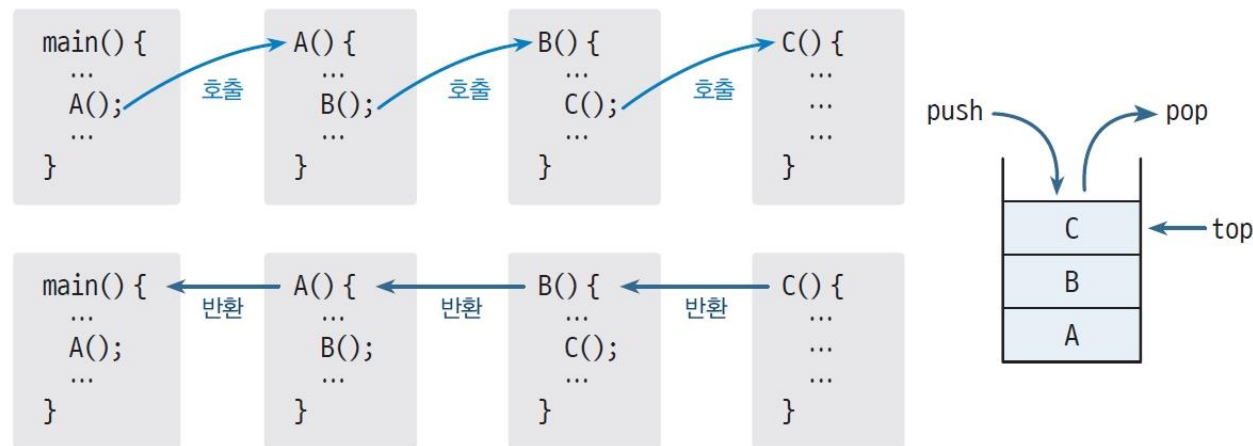 main() {
...
A();
...
}
호출
A() {
...
B();
...
}
호출
B() {
...
C();
...
}
호출
C() {
...
...
...
}
main() {
...
A();
...
}
반환
A() {
...
B();
...
}
반환
B() {
...
C();
...
}
반환
C() {
...
...
...
}
push
pop
C
top
B
A